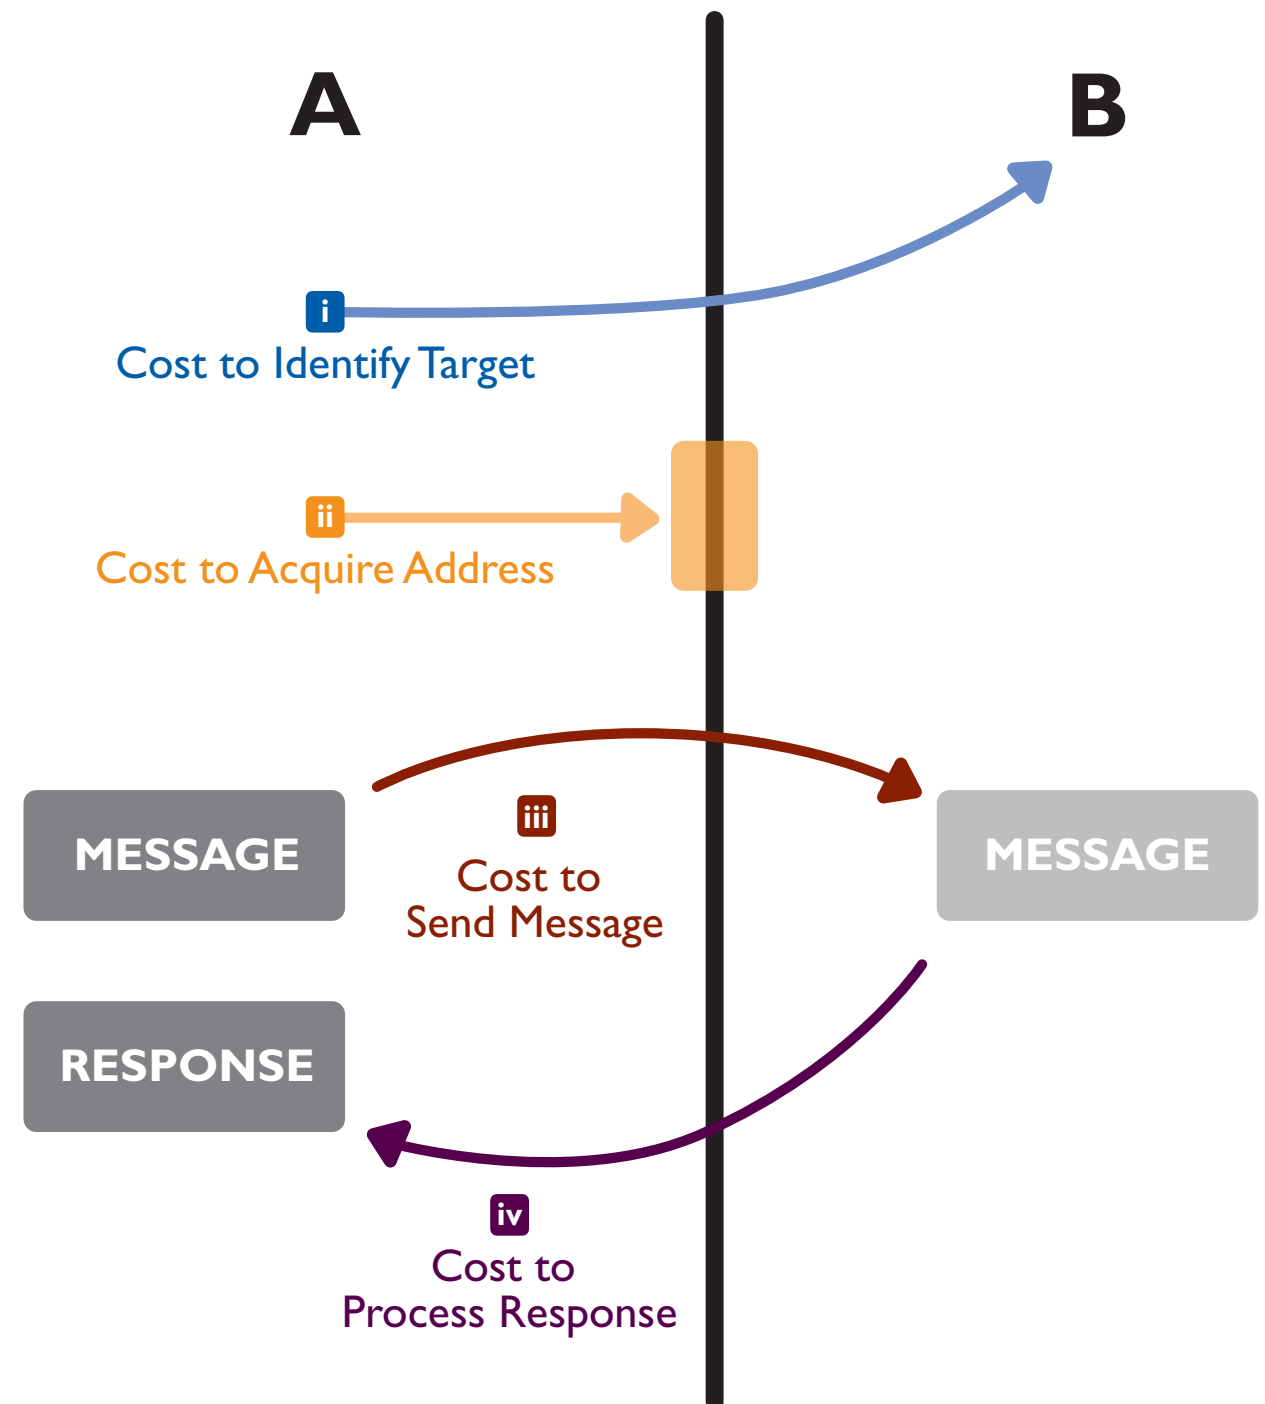 A
B
i
Cost to Identify Target
ii
Cost to Acquire Address
MESSAGE
iii
Cost to
Send Message
MESSAGE
RESPONSE
iv
Cost to
Process Response